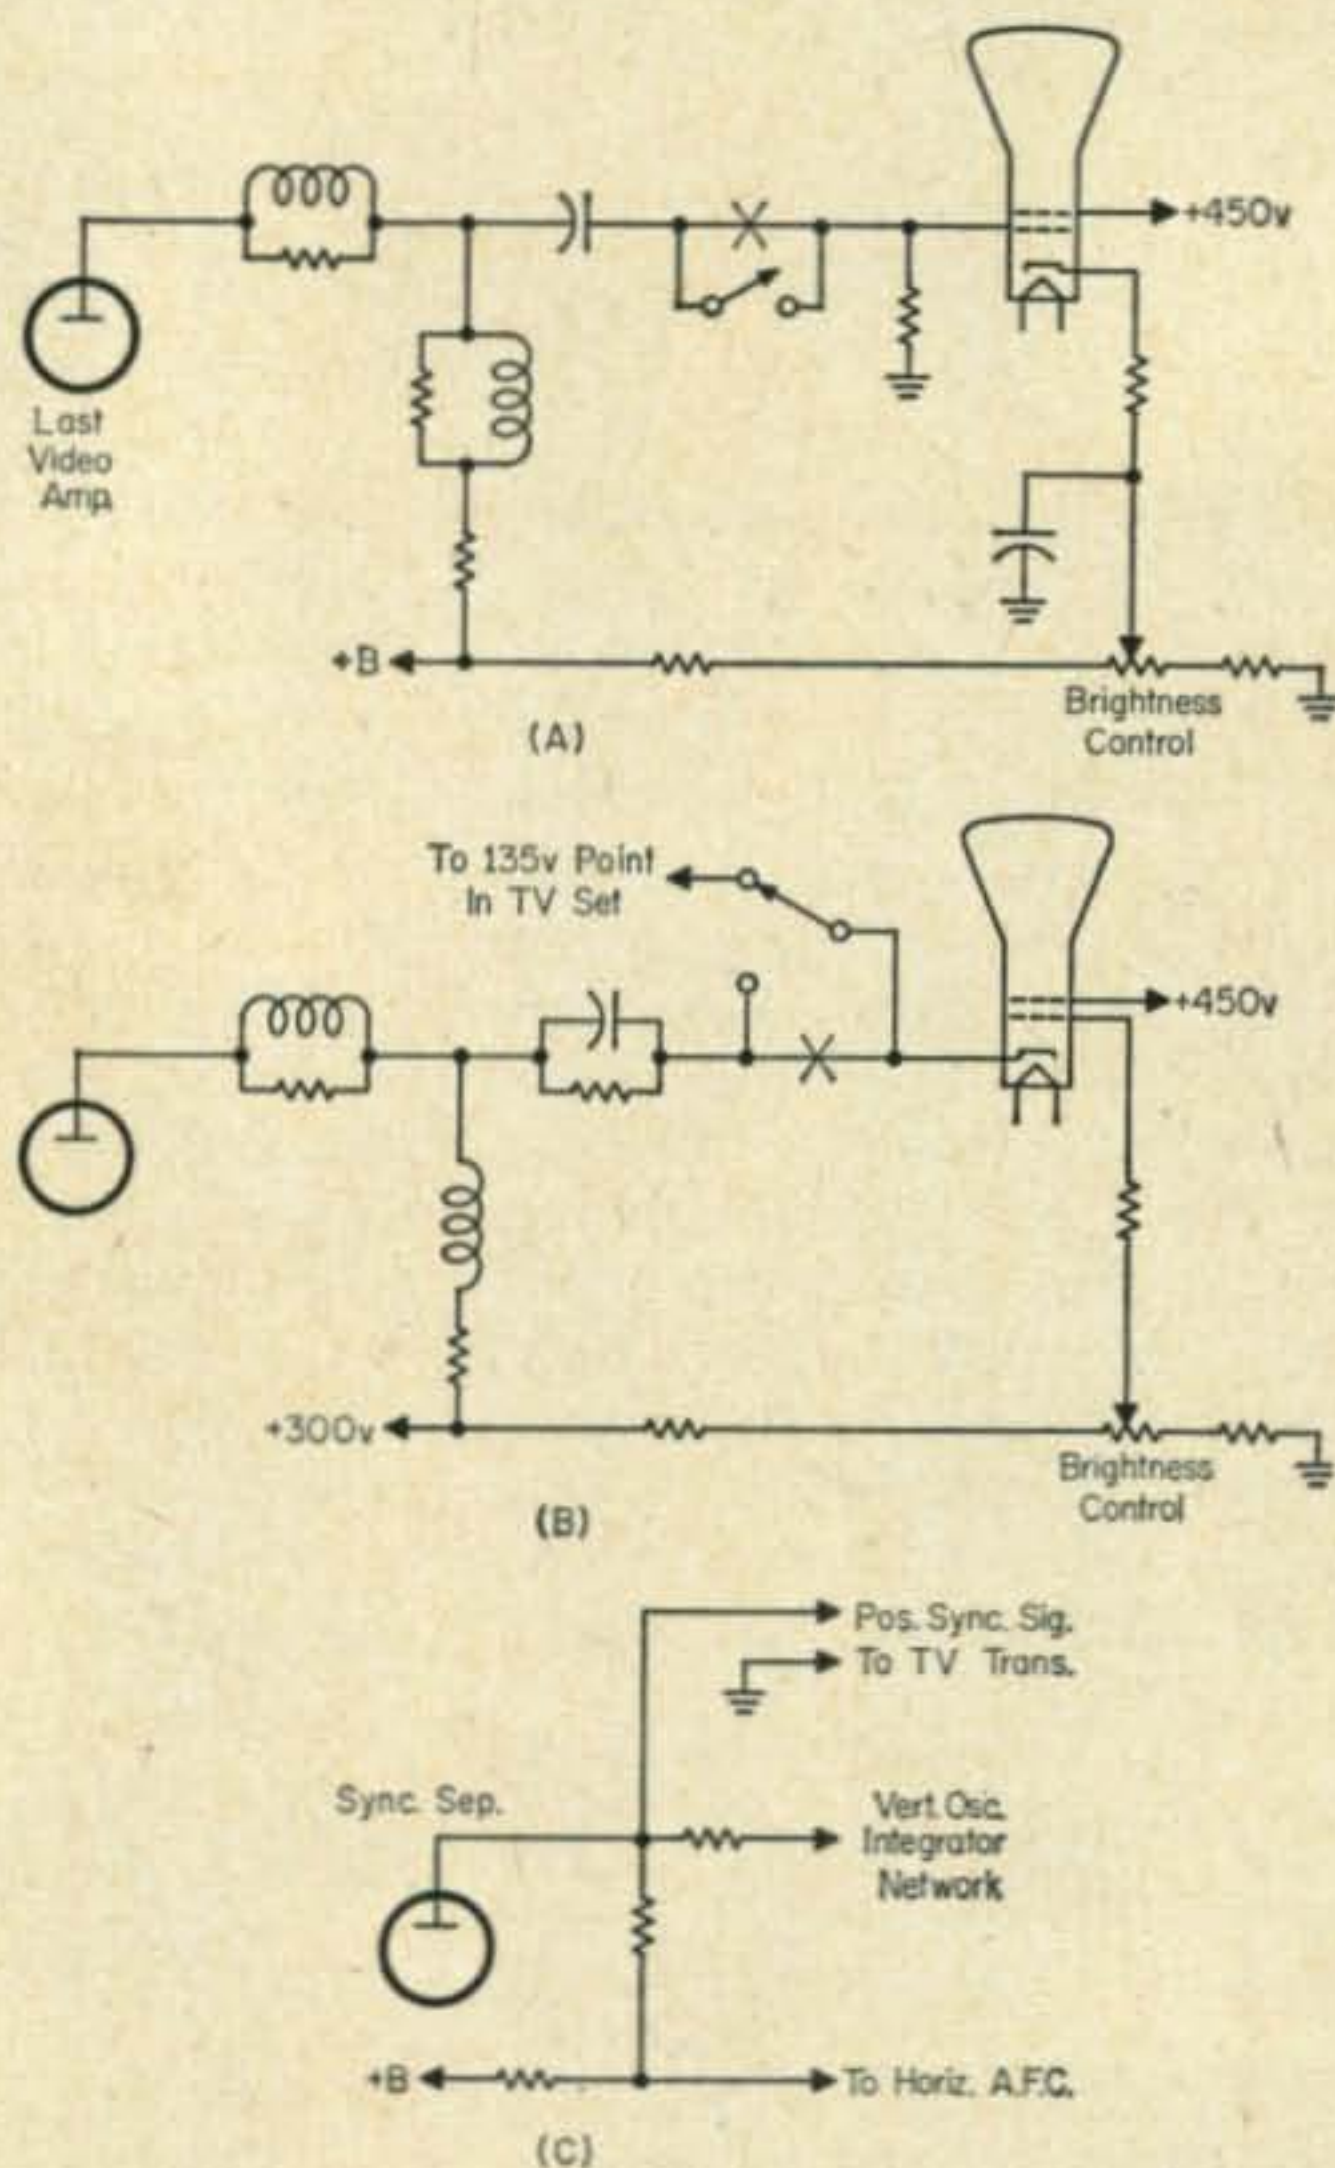 +450v
Last
Video
Amp.
+B
Brightness
Control
(A)
To 135v Point
In TV Set
+450v
+300v
Brightness
Control
(B)
Pos. Sync. Sig.
To TV Trans.
Sync. Sep.
Vert. Osc.
Integrator
Network
+B
To Horiz. A.F.C.
(C)